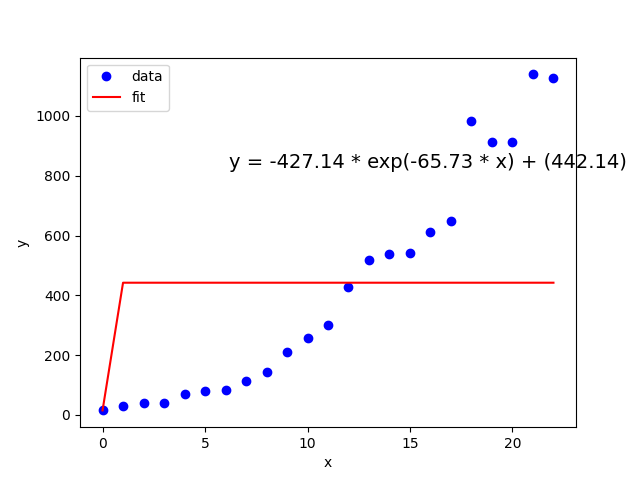 data
fit
y = -427.14 * exp(-65.73 * x) + (442.14)
1000
800
600
400
200
0
y
0 5 10 15 20
x